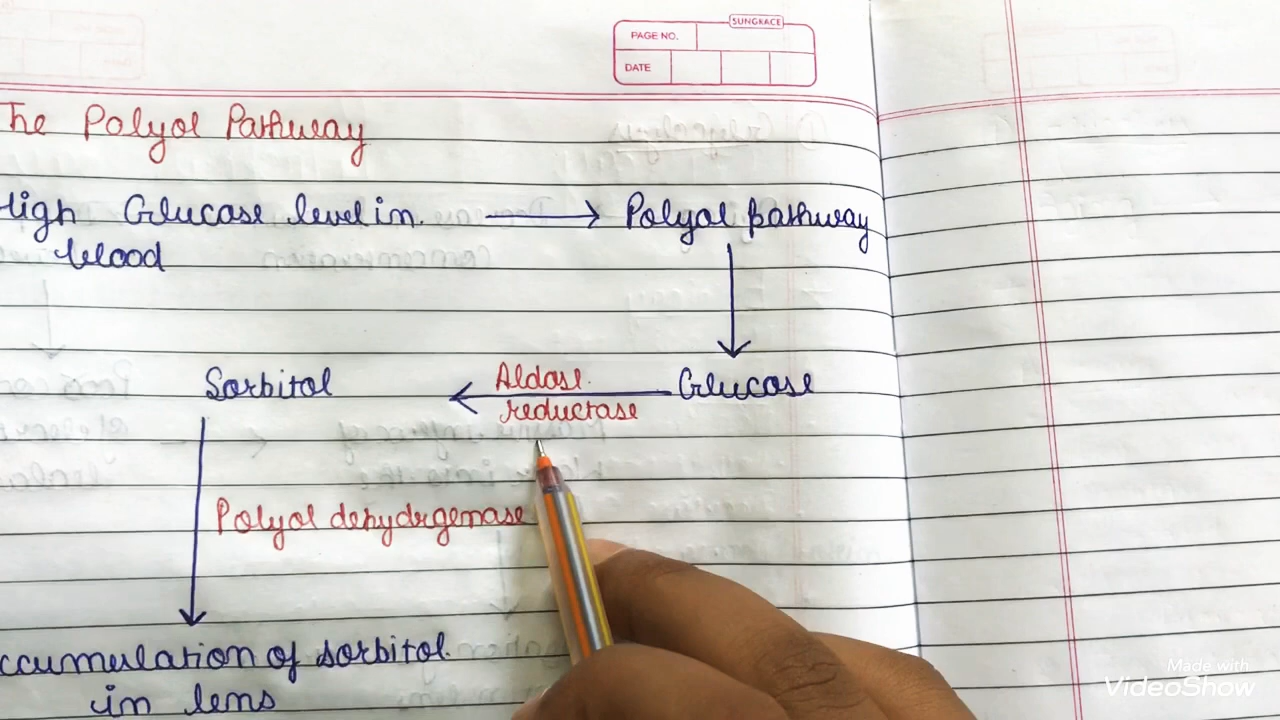 SUNGRACE
PAGE NO.
DATE
The Polyol Pathway
High Glucose level in → Polyol pathway
blood
Sorbitol ← Aldose Glucose
reductase
Polyol dehydrgenase
ccumulation of sorbitol
in lens
Made with
VideoShow